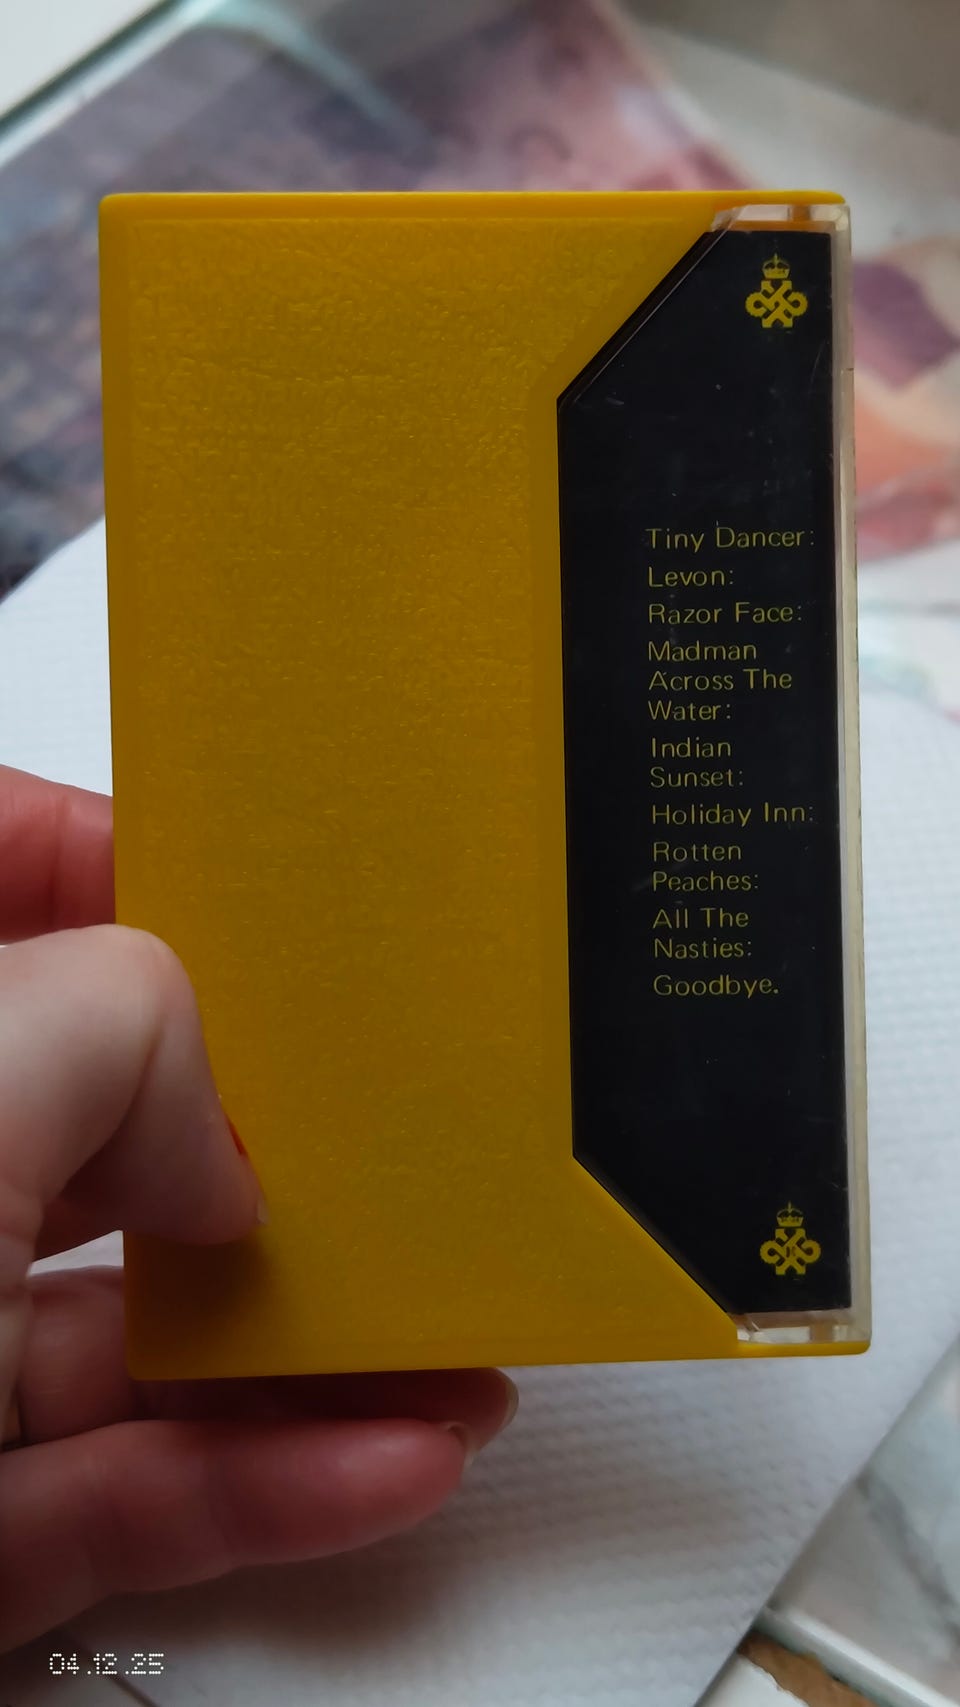 Tiny Dancer:
Levon:
Razor Face:
Madman
Across The
Water:
Indian
Sunset:
Holiday Inn:
Rotten
Peaches:
All The
Nasties:
Goodbye.
04.12.25